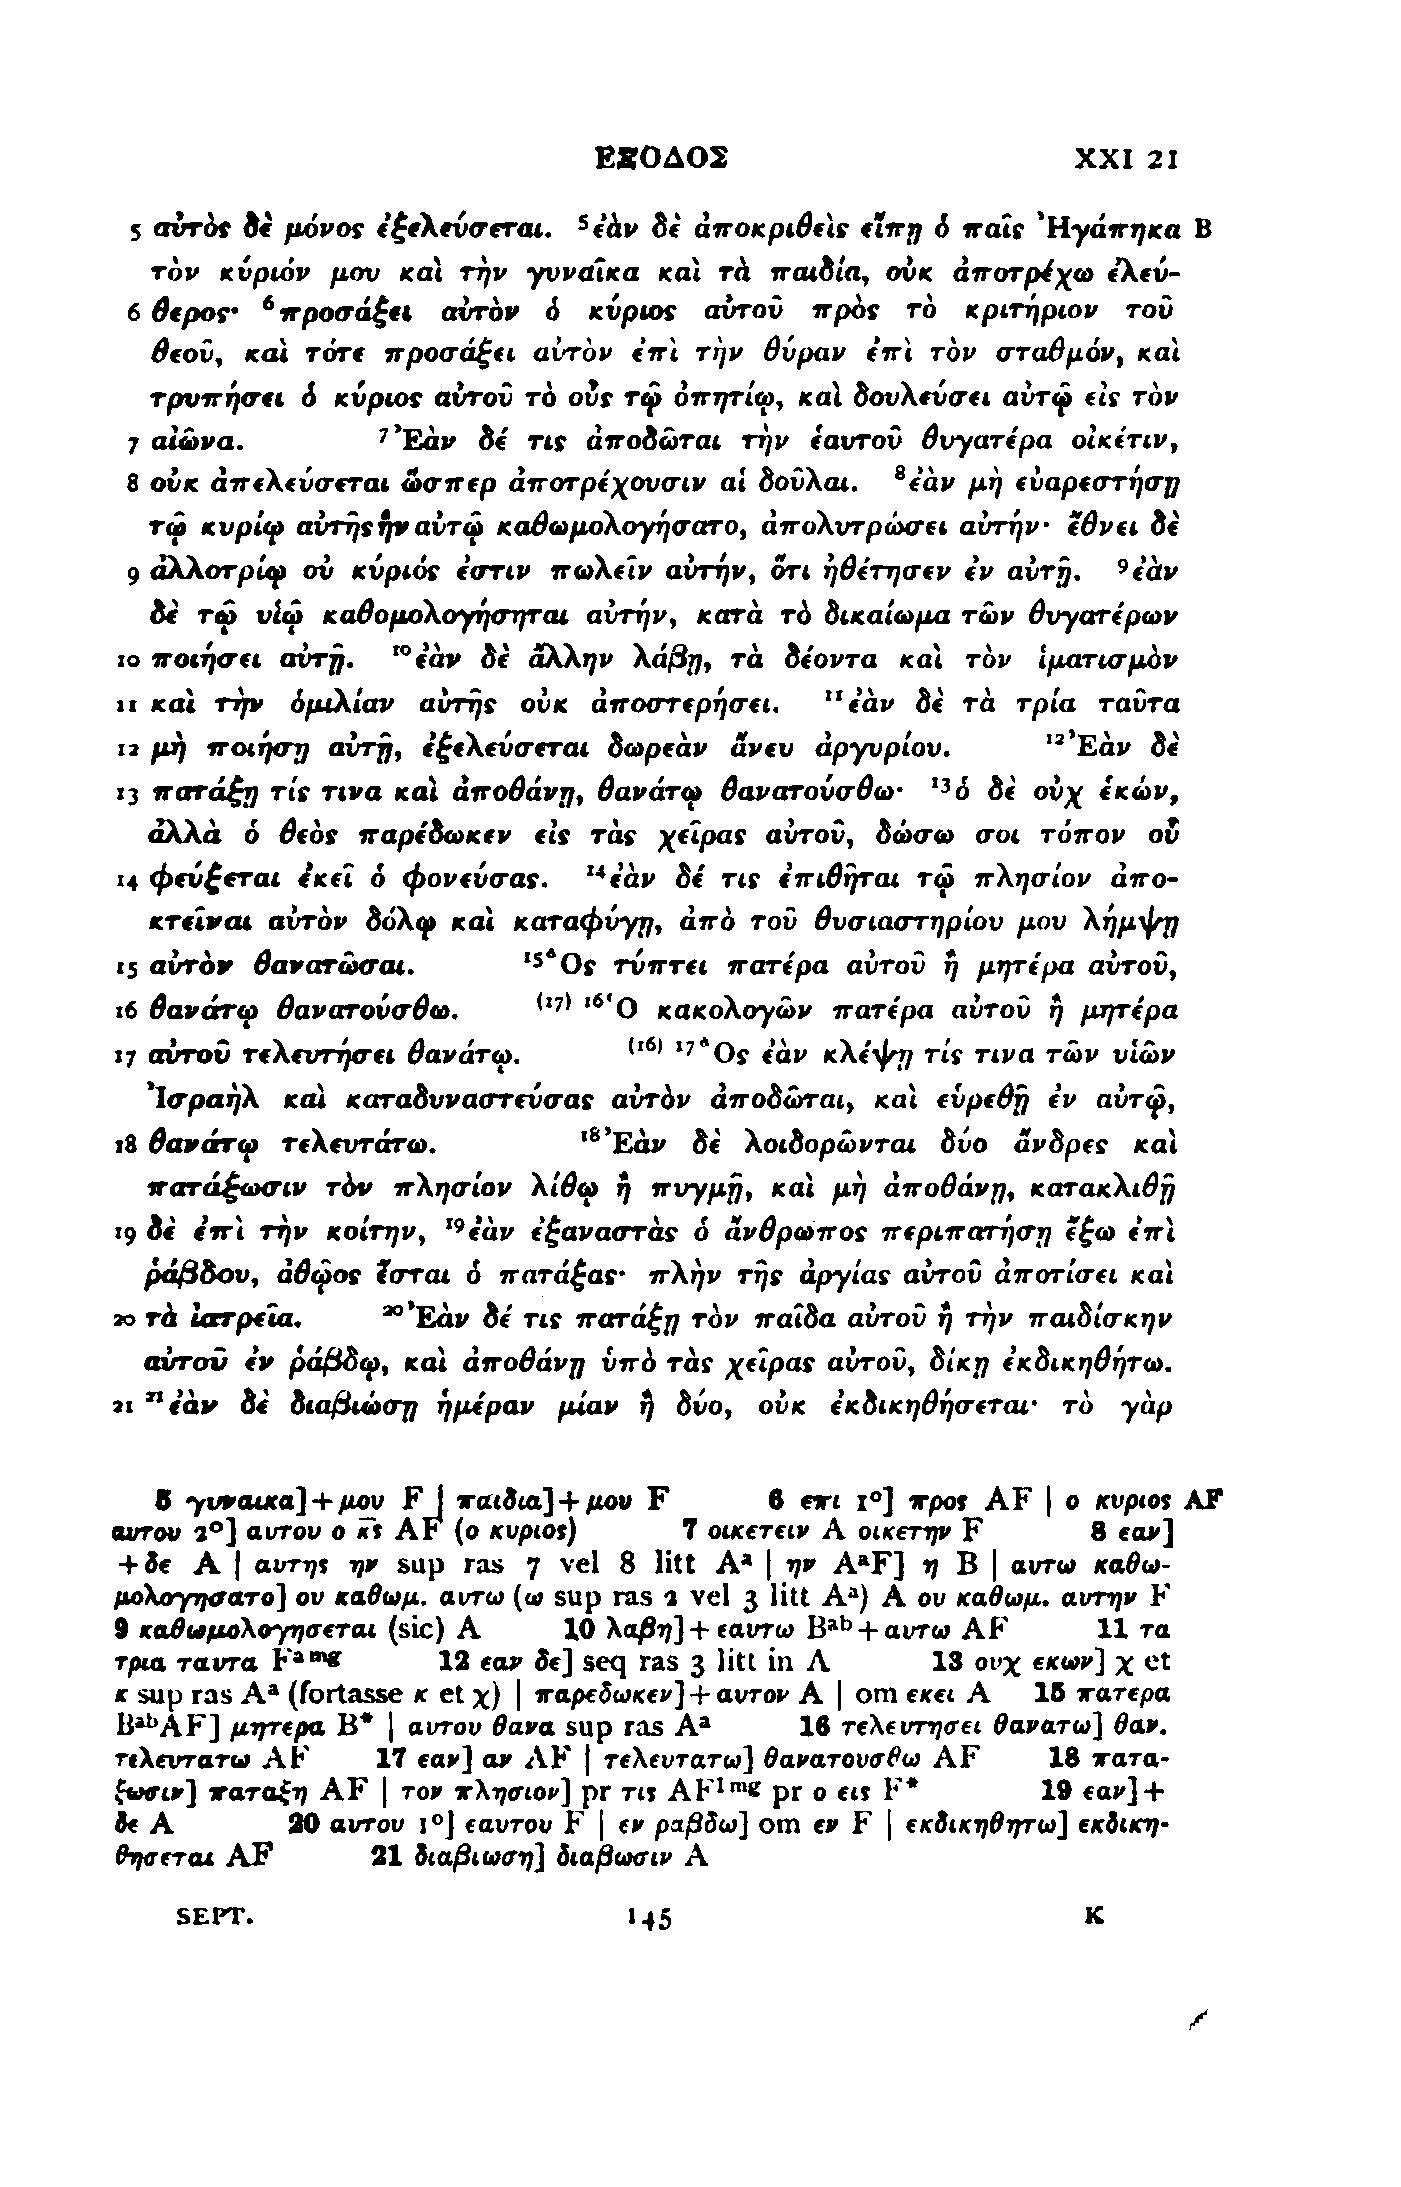 ΕΞΟΔΟΣ XXI 21
5 αὐτὸς δὲ μόνος ἐξελεύσεται. ⁵ἐὰν δὲ ἀποκριθεὶς εἴπῃ ὁ παῖς Ἠγάπηκα B
τὸν κύριόν μου καὶ τὴν γυναῖκα καὶ τὰ παιδία, οὐκ ἀποτρέχω ἐλεύ-
6 θερος· ⁶προσάξει αὐτὸν ὁ κύριος αὐτοῦ πρὸς τὸ κριτήριον τοῦ
θεοῦ, καὶ τότε προσάξει αὐτὸν ἐπὶ τὴν θύραν ἐπὶ τὸν σταθμόν, καὶ
τρυπήσει ὁ κύριος αὐτοῦ τὸ οὖς τῷ ὀπητίῳ, καὶ δουλεύσει αὐτῷ εἰς τὸν
7 αἰῶνα. ⁷Ἐὰν δέ τις ἀποδῶται τὴν ἑαυτοῦ θυγατέρα οἰκέτιν,
8 οὐκ ἀπελεύσεται ὥσπερ ἀποτρέχουσιν αἱ δοῦλαι. ⁸ἐὰν μὴ εὐαρεστήσῃ
τῷ κυρίῳ αὐτῆς ἣν αὐτῷ καθωμολογήσατο, ἀπολυτρώσει αὐτήν· ἔθνει δὲ
9 ἀλλοτρίῳ οὐ κύριός ἐστιν πωλεῖν αὐτήν, ὅτι ἠθέτησεν ἐν αὐτῇ. ⁹ἐὰν
δὲ τῷ υἱῷ καθομολογήσηται αὐτήν, κατὰ τὸ δικαίωμα τῶν θυγατέρων
10 ποιήσει αὐτῇ. ¹⁰ἐὰν δὲ ἄλλην λάβῃ, τὰ δέοντα καὶ τὸν ἱματισμὸν
11 καὶ τὴν ὁμιλίαν αὐτῆς οὐκ ἀποστερήσει. ¹¹ἐὰν δὲ τὰ τρία ταῦτα
12 μὴ ποιήσῃ αὐτῇ, ἐξελεύσεται δωρεὰν ἄνευ ἀργυρίου. ¹²Ἐὰν δὲ
13 πατάξῃ τίς τινα καὶ ἀποθάνῃ, θανάτῳ θανατούσθω· ¹³ὁ δὲ οὐχ ἑκών,
ἀλλὰ ὁ θεὸς παρέδωκεν εἰς τὰς χεῖρας αὐτοῦ, δώσω σοι τόπον οὗ
14 φεύξεται ἐκεῖ ὁ φονεύσας. ¹⁴ἐὰν δέ τις ἐπιθῆται τῷ πλησίον ἀπο-
κτεῖναι αὐτὸν δόλῳ καὶ καταφύγῃ, ἀπὸ τοῦ θυσιαστηρίου μου λήμψῃ
15 αὐτὸν θανατῶσαι. ¹⁵Ὃς τύπτει πατέρα αὐτοῦ ἢ μητέρα αὐτοῦ,
16 θανάτῳ θανατούσθω. ⁽¹⁷⁾ ¹⁶Ὁ κακολογῶν πατέρα αὐτοῦ ἢ μητέρα
17 αὐτοῦ τελευτήσει θανάτῳ. ⁽¹⁶⁾ ¹⁷Ὃς ἐὰν κλέψῃ τίς τινα τῶν υἱῶν
Ἰσραὴλ καὶ καταδυναστεύσας αὐτὸν ἀποδῶται, καὶ εὑρεθῇ ἐν αὐτῷ,
18 θανάτῳ τελευτάτω. ¹⁸Ἐὰν δὲ λοιδορῶνται δύο ἄνδρες καὶ
πατάξωσιν τὸν πλησίον λίθῳ ἢ πυγμῇ, καὶ μὴ ἀποθάνῃ, κατακλιθῇ
19 δὲ ἐπὶ τὴν κοίτην, ¹⁹ἐὰν ἐξαναστὰς ὁ ἄνθρωπος περιπατήσῃ ἔξω ἐπὶ
ῥάβδου, ἀθῷος ἔσται ὁ πατάξας· πλὴν τῆς ἀργίας αὐτοῦ ἀποτίσει καὶ
20 τὰ ἰατρεῖα. ²⁰Ἐὰν δέ τις πατάξῃ τὸν παῖδα αὐτοῦ ἢ τὴν παιδίσκην
αὐτοῦ ἐν ῥάβδῳ, καὶ ἀποθάνῃ ὑπὸ τὰς χεῖρας αὐτοῦ, δίκῃ ἐκδικηθήτω.
21 ²¹ἐὰν δὲ διαβιώσῃ ἡμέραν μίαν ἢ δύο, οὐκ ἐκδικηθήσεται· τὸ γὰρ
5 γυναικα]+μου F | παιδια]+μου F 6 επι 1°] προς AF | ο κυριος AF
αυτου 2°] αυτου ο κ̅ς̅ AF (ο κυριος) 7 οικετειν A οικετην F 8 εαν]
+δε A | αυτης ην sup ras 7 vel 8 litt Aᵃ | ην AᵃF] η B | αυτω καθω-
μολογησατο] ου καθωμ. αυτω (ω sup ras 2 vel 3 litt Aᵃ) A ου καθωμ. αυτην F
9 καθωμολογησεται (sic) A 10 λαβη]+εαυτω Bᵃᵇ+αυτω AF 11 τα
τρια ταυτα Fᵃᵐᵍ 12 εαν δε] seq ras 3 litt in A 13 ουχ εκων] χ et
κ sup ras Aᵃ (fortasse κ et χ) | παρεδωκεν]+αυτον A | om εκει A 15 πατερα
BᵃᵇAF] μητερα B* | αυτου θανα sup ras Aᵃ 16 τελευτησει θανατω] θαν.
τελευτατω AF 17 εαν] αν AF | τελευτατω] θανατουσθω AF 18 πατα-
ξωσιν] παταξη AF | τον πλησιον] pr τις AF¹ᵐᵍ pr ο εις F* 19 εαν]+
δε A 20 αυτου 1°] εαυτου F | εν ραβδω] om εν F | εκδικηθητω] εκδικη-
θησεται AF 21 διαβιωση] διαβωσιν A
SEPT. 145 K